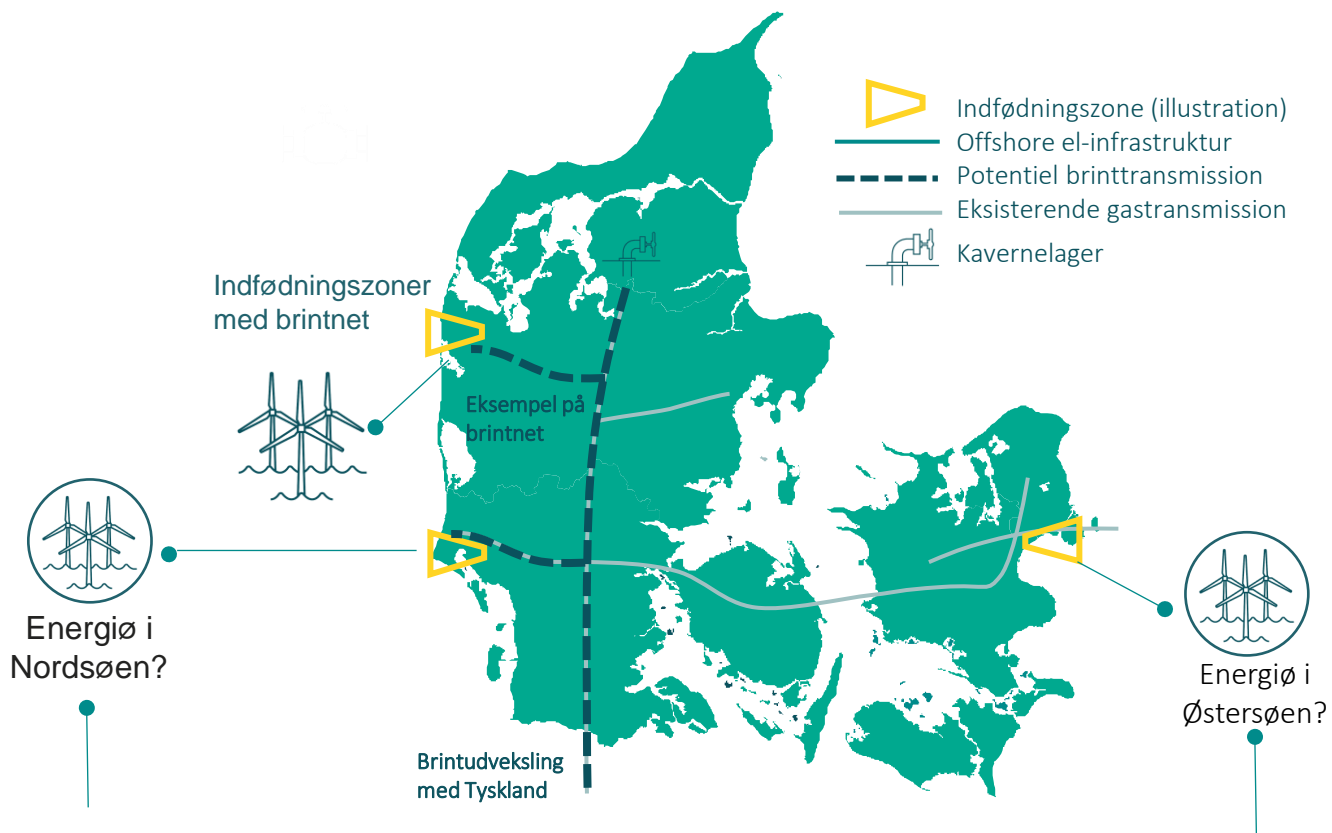 Indfødningszone (illustration)
Offshore el-infrastruktur
Potentiel brinttransmission
Eksisterende gastransmission
Kavernelager
Indfødningszoner
med brintnet
Eksempel på
brintnet
Energiø i
Nordsøen?
Energiø i
Østersøen?
Brintudveksling
med Tyskland